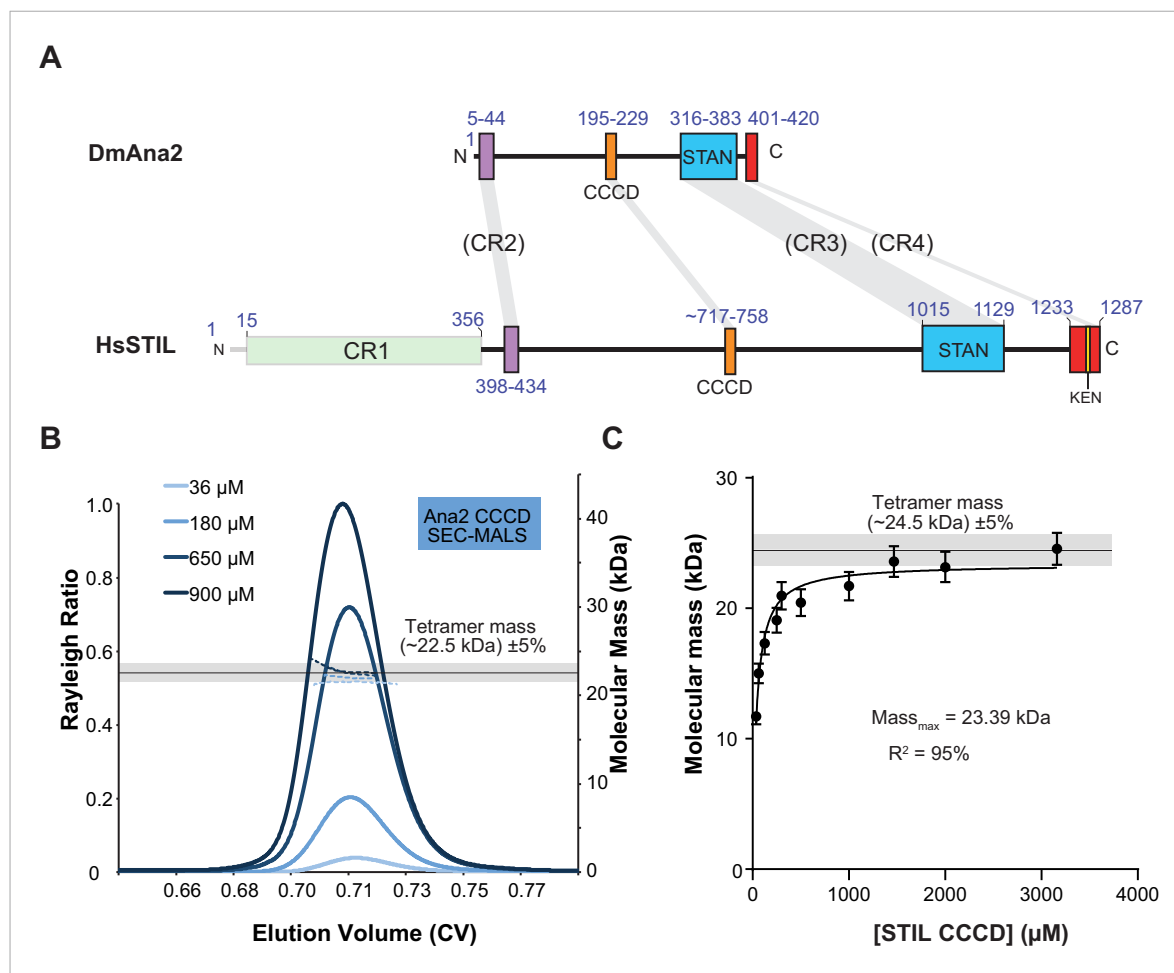 A
5-44
195-229
316-383
401-420
DmAna2
1
N
STAN
C
CCCD
(CR2)
(CR3)
(CR4)
1
15
356
~717-758
1015
1129
1233
1287
HsSTIL
N
CR1
STAN
C
398-434
CCCD
KEN
B
36 µM
180 µM
650 µM
900 µM
Ana2 CCCD
SEC-MALS
Tetramer mass
(~22.5 kDa) ±5%
Rayleigh Ratio
1.0
0.8
0.6
0.4
0.2
0
Molecular Mass (kDa)
40
30
20
10
0
0.66
0.68
0.70
0.71
0.73
0.75
0.77
Elution Volume (CV)
C
Tetramer mass
(~24.5 kDa) ±5%
Molecular mass (kDa)
30
20
10
0
Massmax = 23.39 kDa
R² = 95%
0
1000
2000
3000
4000
[STIL CCCD] (µM)